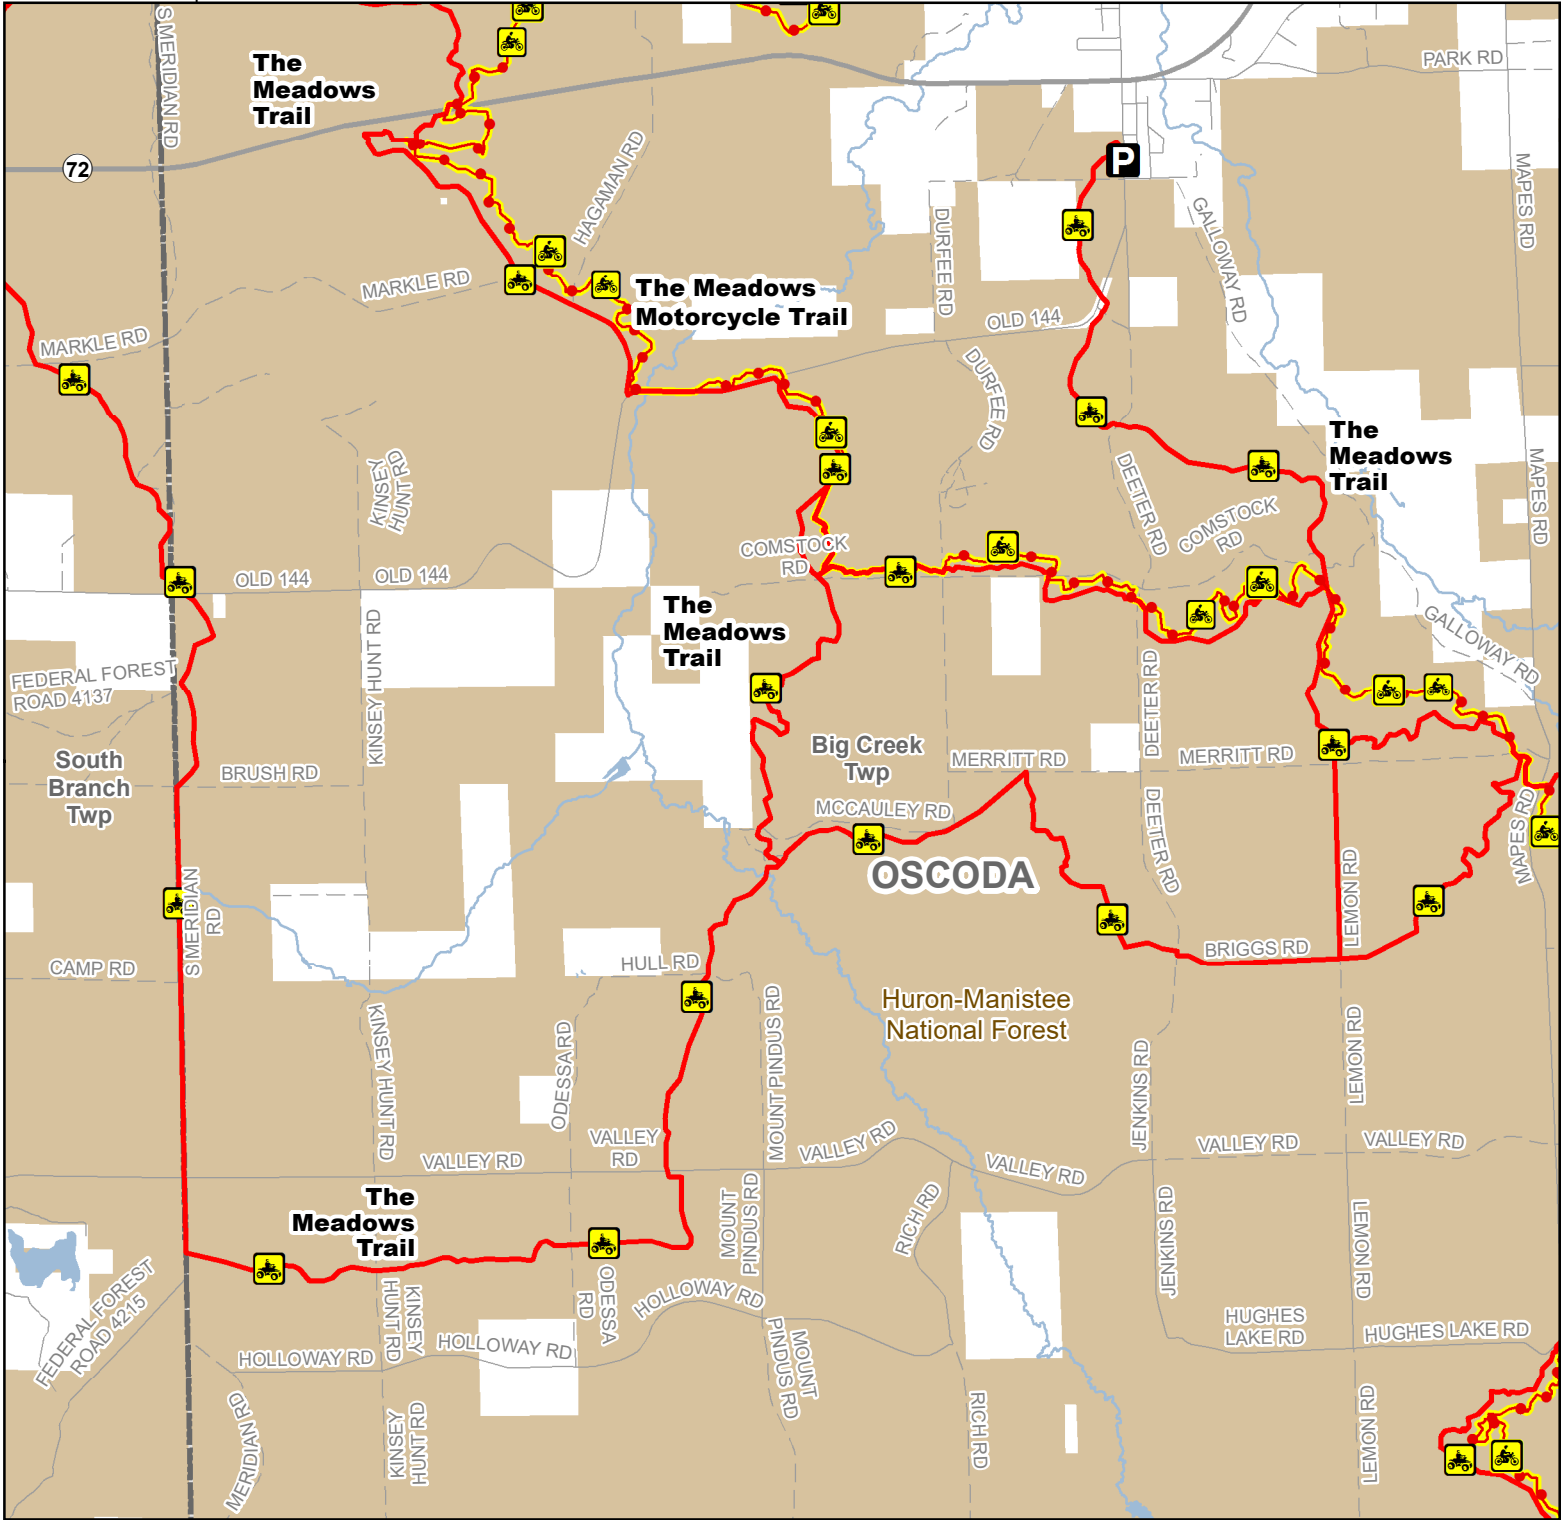 S MERIDIAN RD
The
Meadows
Trail
PARK RD
72
P
HAGAMAN RD
MAPES RD
GALLOWAY RD
DURFEE RD
MARKLE RD
The Meadows
Motorcycle Trail
OLD 144
MARKLE RD
DURFEE RD
The
Meadows
Trail
KINSEY
HUNT RD
DEETER RD
MAPES RD
COMSTOCK
RD
COMSTOCK
RD
OLD 144
OLD 144
The
Meadows
Trail
KINSEY HUNT RD
GALLOWAY RD
FEDERAL FOREST
ROAD 4137
DEETER RD
South
Branch
Twp
BRUSH RD
Big Creek
Twp
MERRITT RD
MERRITT RD
MCCAULEY RD
DEETER RD
MAPES RD
OSCODA
S MERIDIAN
RD
LEMON RD
BRIGGS RD
CAMP RD
HULL RD
Huron-Manistee
National Forest
KINSEY HUNT RD
ODESSA RD
MOUNT PINDUS RD
JENKINS RD
LEMON RD
VALLEY RD
VALLEY
RD
VALLEY RD
VALLEY RD
VALLEY RD
VALLEY RD
The
Meadows
Trail
MOUNT
PINDUS RD
RICH RD
JENKINS RD
LEMON RD
FEDERAL FOREST
ROAD 4215
KINSEY
HUNT RD
ODESSA
RD
HOLLOWAY RD
HOLLOWAY RD
HOLLOWAY RD
HUGHES
LAKE RD
HUGHES LAKE RD
MOUNT
PINDUS RD
MERIDIAN RD
KINSEY
HUNT RD
RICH RD
LEMON RD